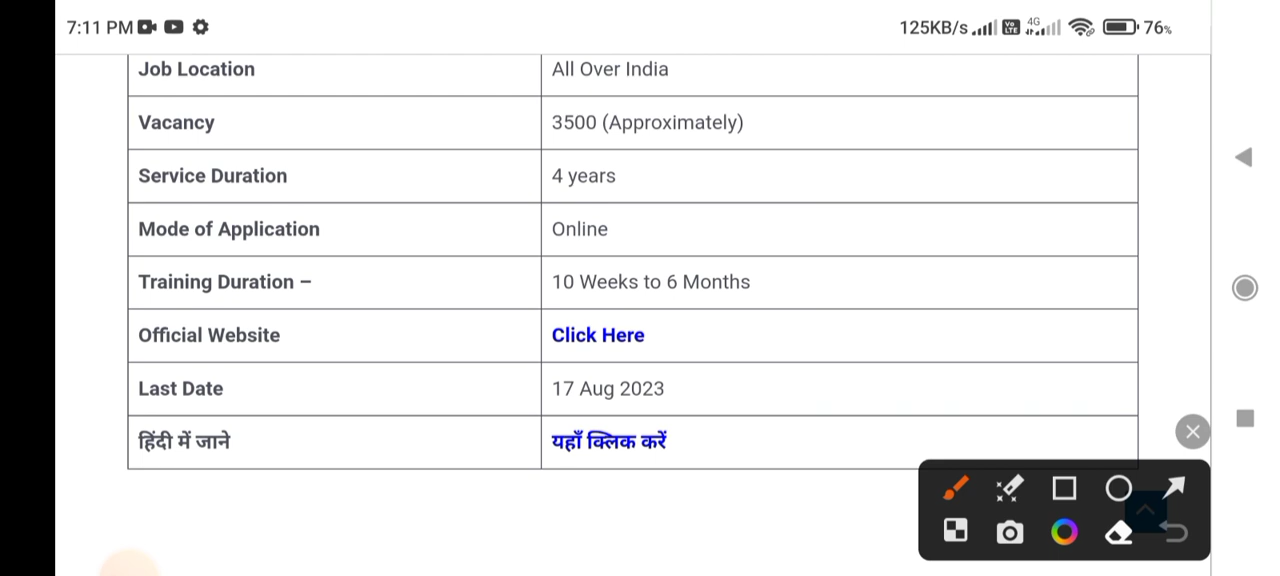 7:11 PM 125KB/s Vo LTE 4G 76%
Job Location All Over India
Vacancy 3500 (Approximately)
Service Duration 4 years
Mode of Application Online
Training Duration – 10 Weeks to 6 Months
Official Website Click Here
Last Date 17 Aug 2023
हिंदी में जाने यहाँ क्लिक करें